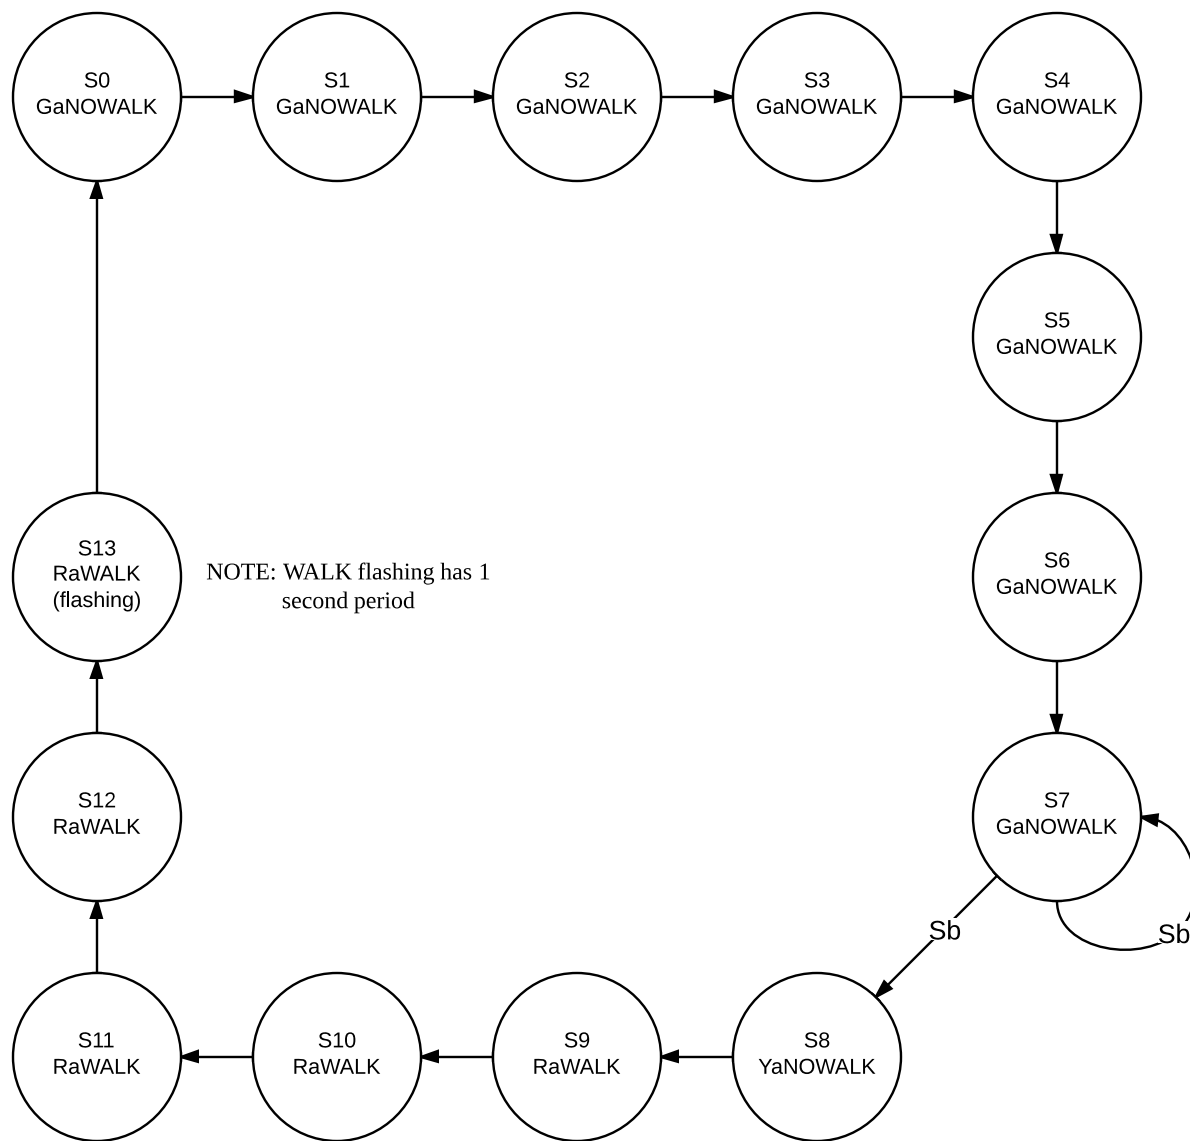 S0
GaNOWALK
S1
GaNOWALK
S2
GaNOWALK
S3
GaNOWALK
S4
GaNOWALK
S5
GaNOWALK
S13
RaWALK
(flashing)
NOTE: WALK flashing has 1
second period
S6
GaNOWALK
S12
RaWALK
S7
GaNOWALK
Sb
Sb
S11
RaWALK
S10
RaWALK
S9
RaWALK
S8
YaNOWALK